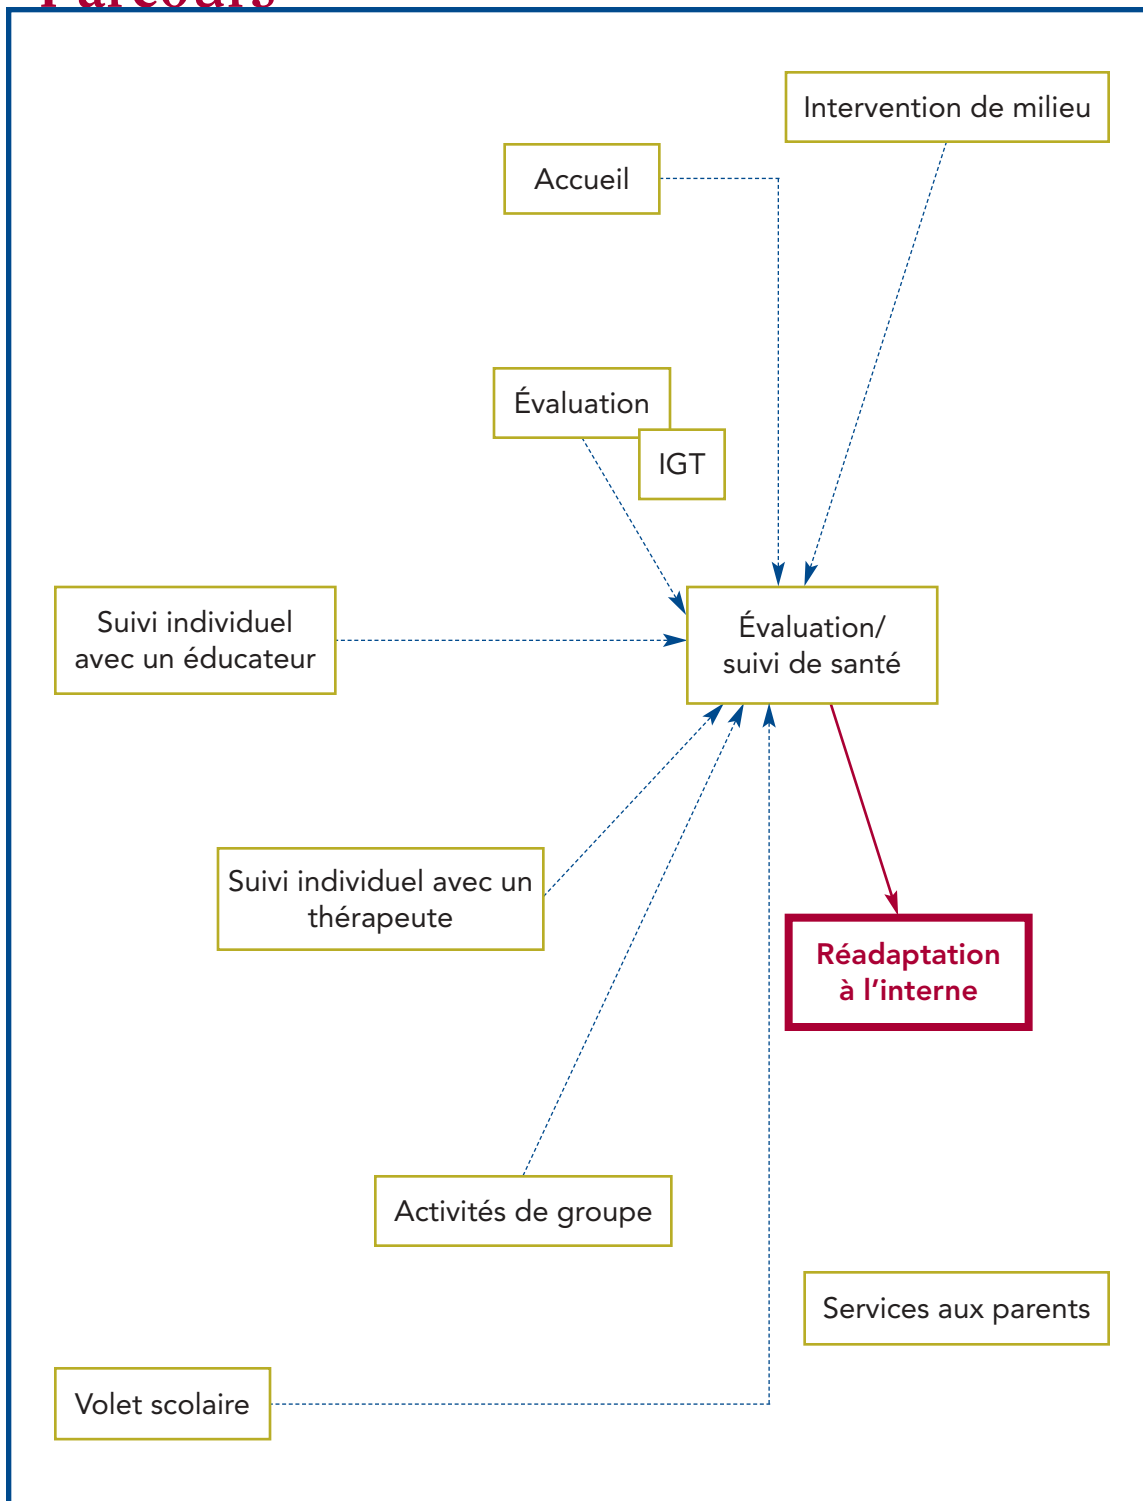 Parcours
Intervention de milieu
Accueil
Évaluation
IGT
Suivi individuel
avec un éducateur
Évaluation/
suivi de santé
Suivi individuel avec un
thérapeute
Réadaptation
à l’interne
Activités de groupe
Services aux parents
Volet scolaire